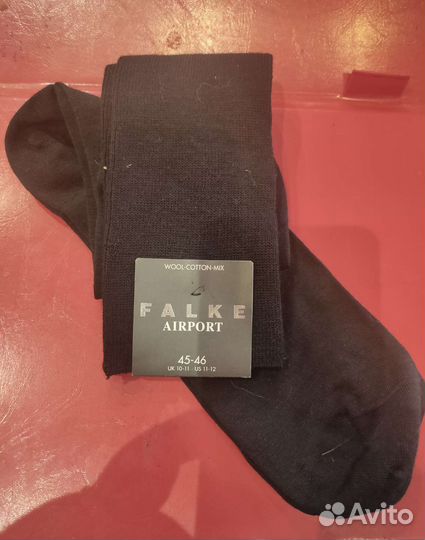 WOOL-COTTON-MIX
FALKE
AIRPORT
45-46
UK 10-11 US 11-12
Avito